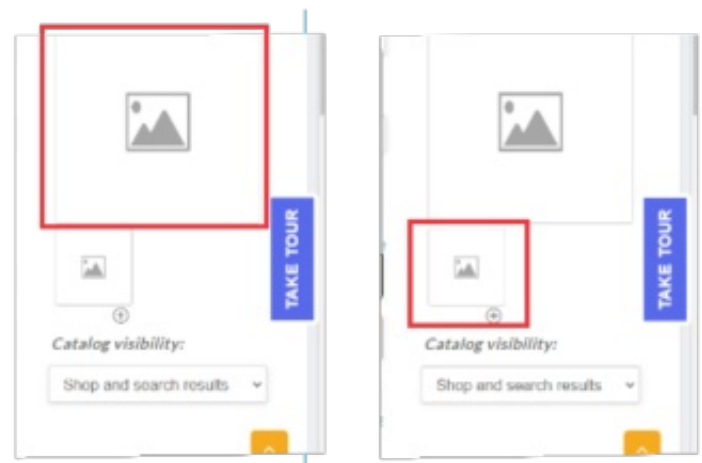 TAKE TOUR
Catalog visibility:
Shop and search results
TAKE TOUR
Catalog visibility:
Shop and search results